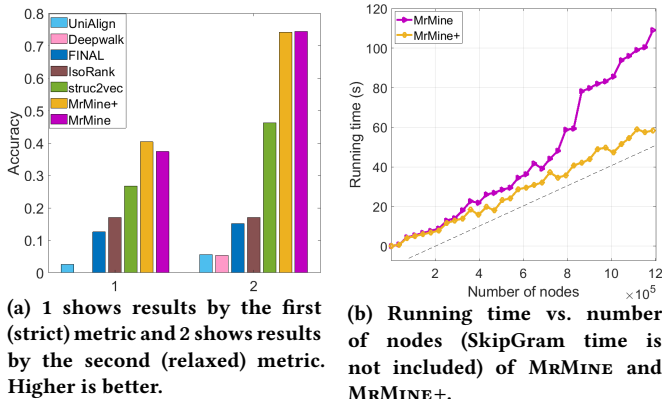 0.8
0.7
0.6
0.5
0.4
0.3
0.2
0.1
0
Accuracy
UniAlign
Deepwalk
FINAL
IsoRank
struc2vec
MrMine+
MrMine
1
2
(a) 1 shows results by the first
(strict) metric and 2 shows results
by the second (relaxed) metric.
Higher is better.
120
100
80
60
40
20
0
Running time (s)
MrMine
MrMine+
2
4
6
8
10
12
Number of nodes
×10⁵
(b) Running time vs. number
of nodes (SkipGram time is
not included) of MrMine and
MrMine+.